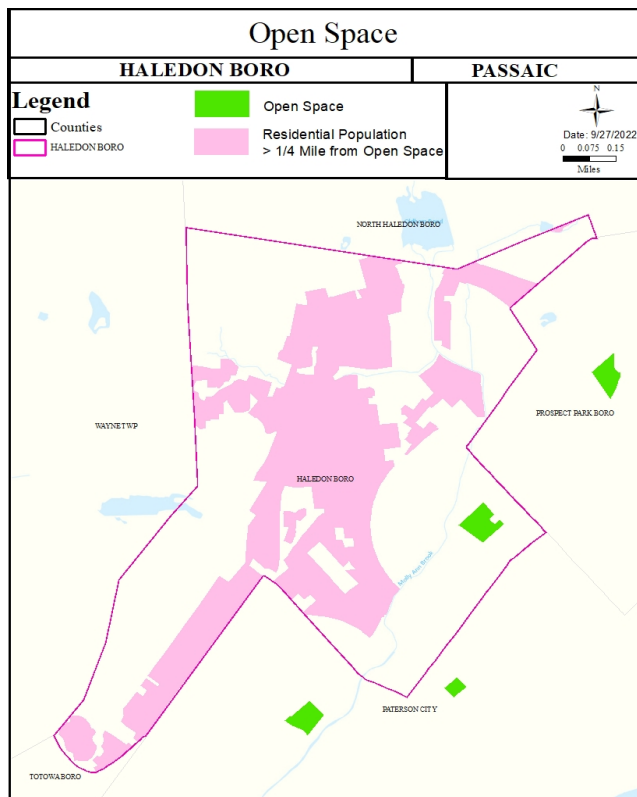 Open Space
HALEDON BORO
PASSAIC
Legend
Counties
HALEDON BORO
Open Space
Residential Population
> 1/4 Mile from Open Space
N
Date: 9/27/2022
0 0.075 0.15
Miles
NORTH HALEDON BORO
WAYNE TWP
PROSPECT PARK BORO
HALEDON BORO
Molly Ann Brook
PATERSON CITY
TOTOWA BORO